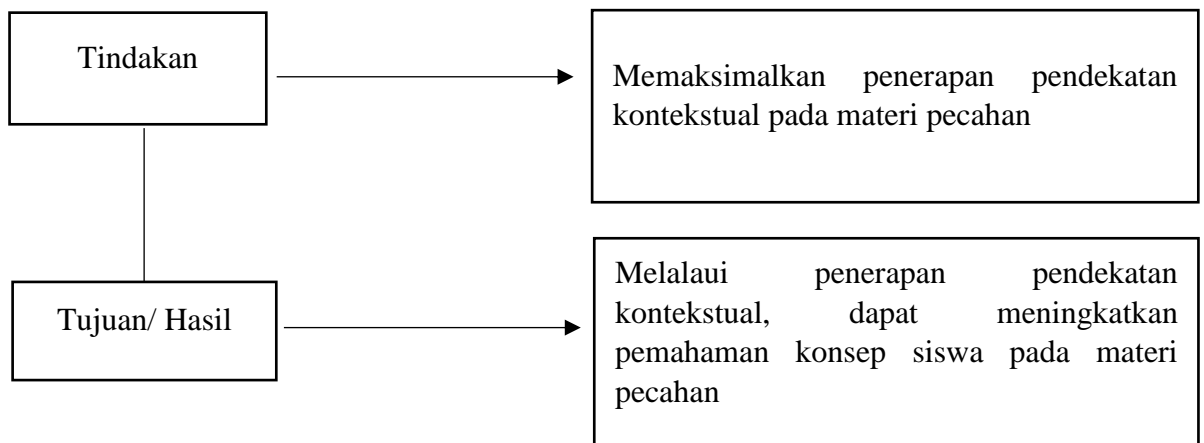 Tindakan
Memaksimalkan penerapan pendekatan
kontekstual pada materi pecahan
Tujuan/ Hasil
Melalaui penerapan pendekatan
kontekstual, dapat meningkatkan
pemahaman konsep siswa pada materi
pecahan